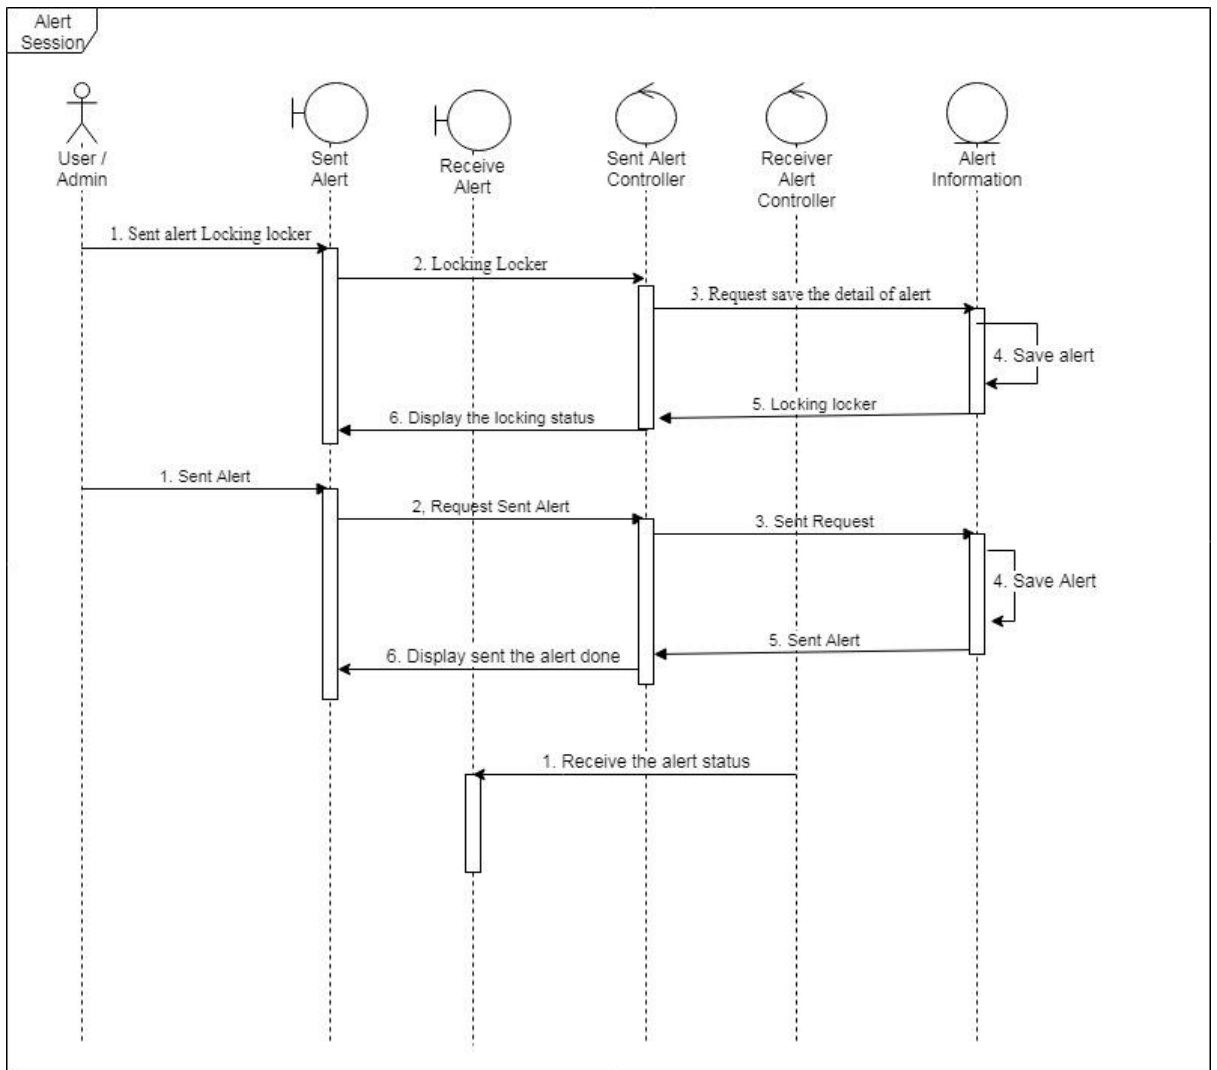 Alert
Session
User /
Admin
Sent
Alert
Receive
Alert
Sent Alert
Controller
Receiver
Alert
Controller
Alert
Information
1. Sent alert Locking locker
2. Locking Locker
3. Request save the detail of alert
4. Save alert
5. Locking locker
6. Display the locking status
1. Sent Alert
2, Request Sent Alert
3. Sent Request
4. Save Alert
5. Sent Alert
6. Display sent the alert done
1. Receive the alert status